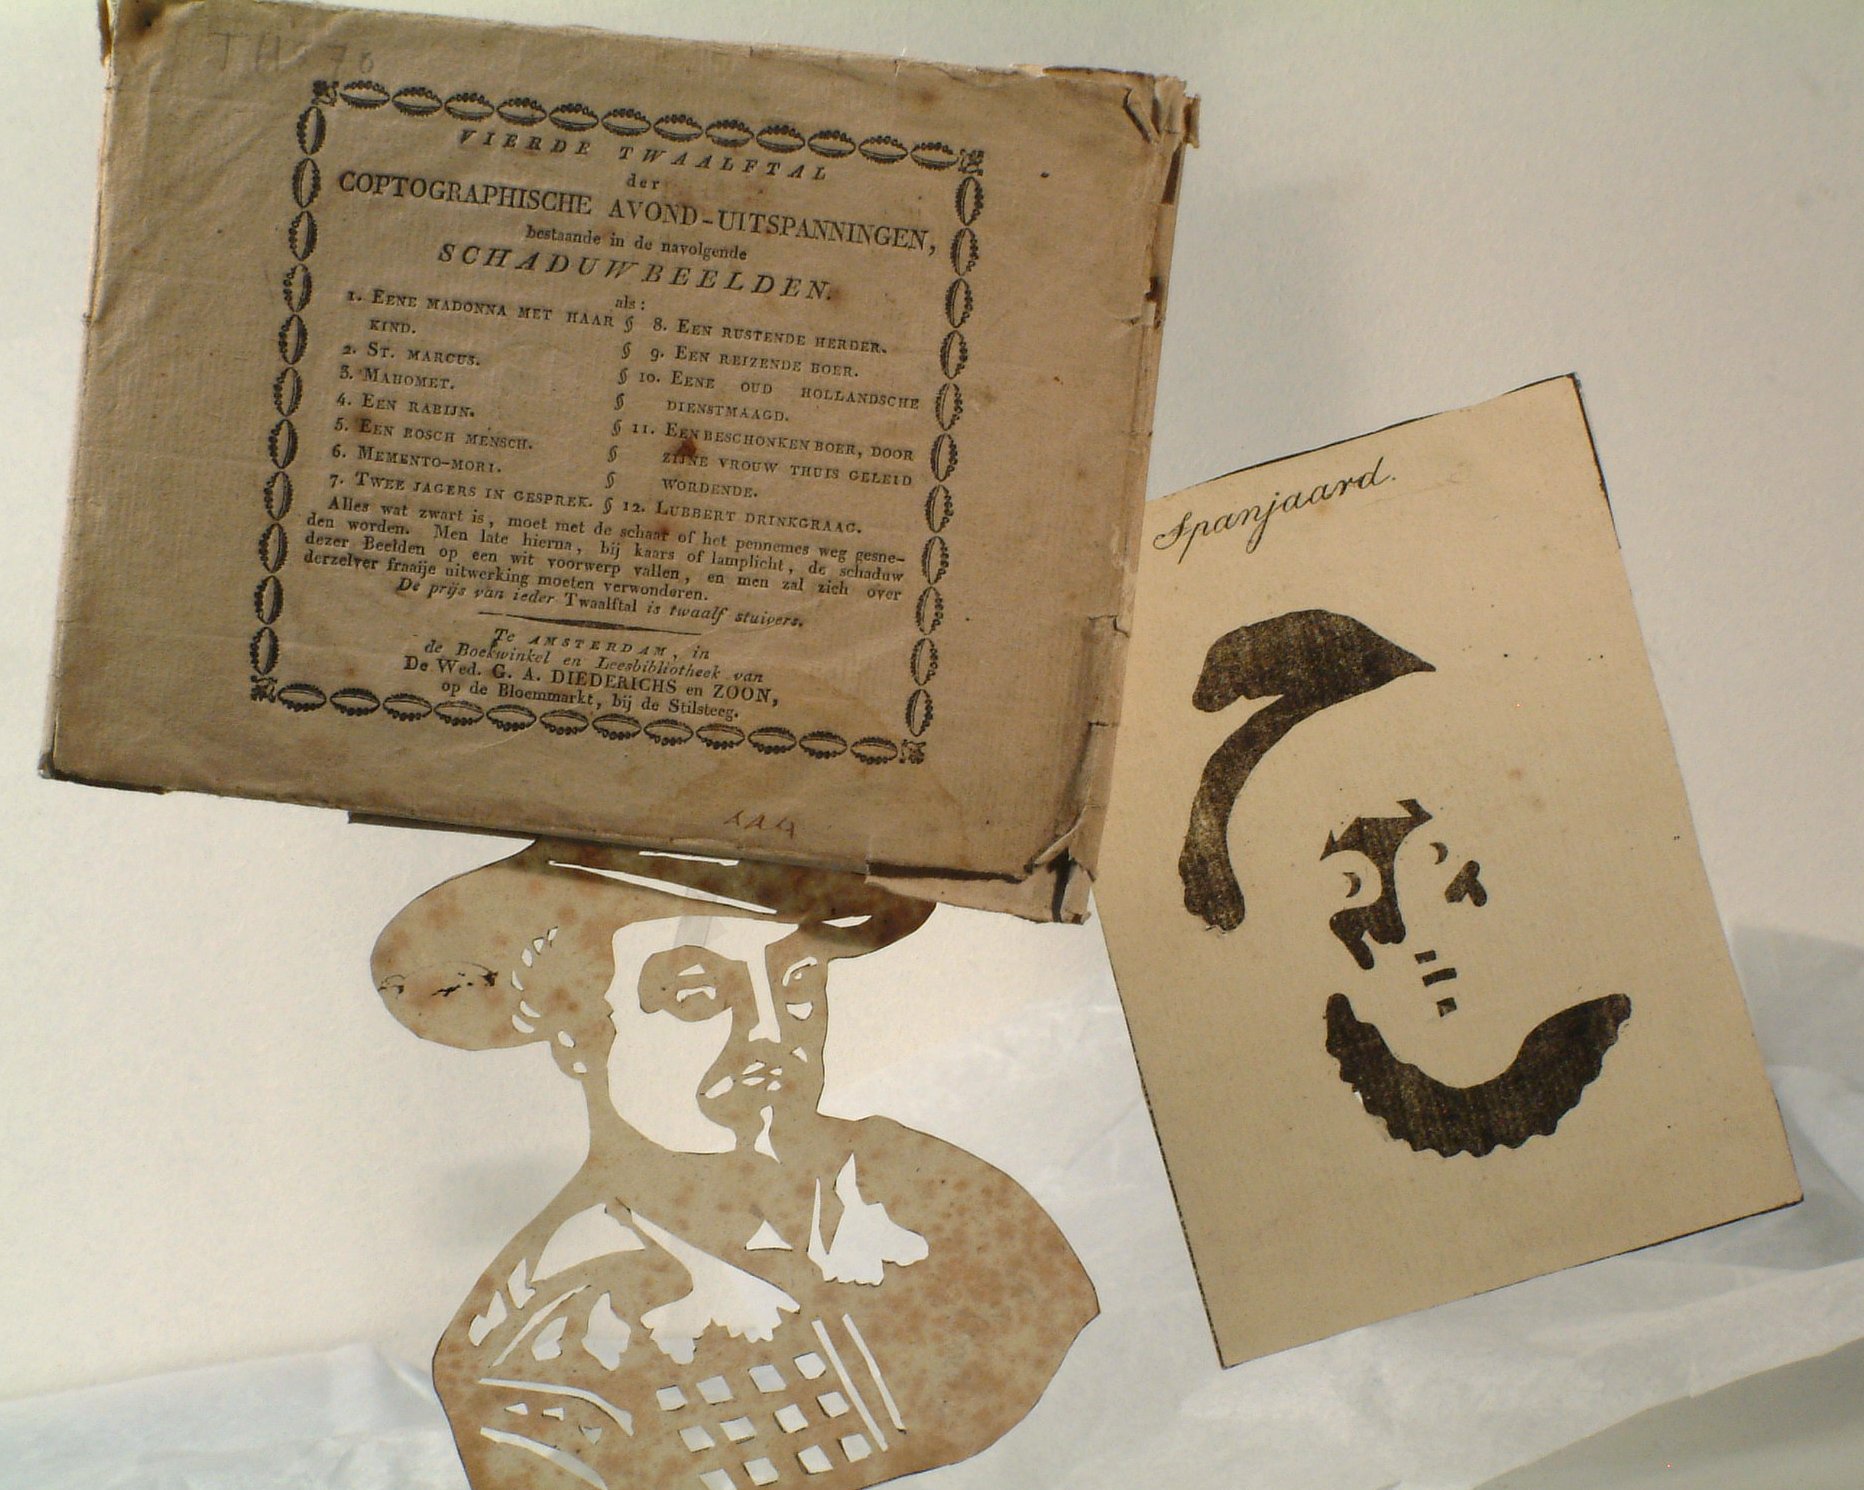 TH 70
VIERDE TWAALFTAL
der
COPTOGRAPHISCHE AVOND-UITSPANNINGEN,
bestaande in de navolgende
SCHADUWBEELDEN.
als:
1. EENE MADONNA MET HAAR
KIND.
2. ST. MARCUS.
3. MAHOMET.
4. EEN RABIJN.
5. EEN BOSCH MENSCH.
6. MEMENTO-MORI.
7. TWEE JAGERS IN GESPREK.
§ 8. EEN RUSTENDE HERDER.
§ 9. EEN REIZENDE BOER.
§ 10. EENE OUD HOLLANDSCHE
§ DIENSTMAAGD.
§ 11. EEN BESCHONKEN BOER, DOOR
§ ZIJNE VROUW THUIS GELEID
§ WORDENDE.
§ 12. LUBBERT DRINKGRAAG.
Alles wat zwart is, moet met de schaar of het pennemes weg gesne-
den worden. Men late hierna, bij kaars of lamplicht, de schaduw
dezer Beelden op een wit voorwerp vallen, en men zal zich over
derzelver fraaije uitwerking moeten verwonderen.
De prijs van ieder Twaalftal is twaalf stuivers.
Te AMSTERDAM, in
de Boekwinkel en Leesbibliotheek van
De Wed. G. A. DIEDERICHS en ZOON,
op de Bloemmarkt, bij de Stilsteeg.
Spanjaard.